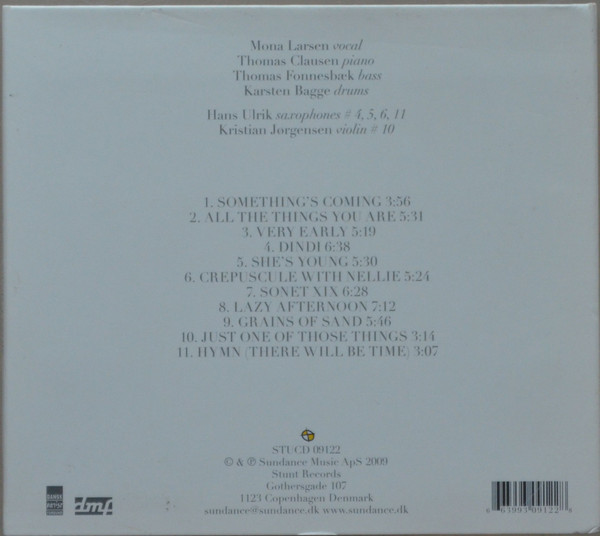 Mona Larsen vocal
Thomas Clausen piano
Thomas Fonnesbæk bass
Karsten Bagge drums
Hans Ulrik saxophones # 4, 5, 6, 11
Kristian Jørgensen violin # 10
1. SOMETHING'S COMING 3:56
2. ALL THE THINGS YOU ARE 5:31
3. VERY EARLY 5:19
4. DINDI 6:38
5. SHE'S YOUNG 5:30
6. CREPUSCULE WITH NELLIE 5:24
7. SONET XIX 6:28
8. LAZY AFTERNOON 7:12
9. GRAINS OF SAND 5:46
10. JUST ONE OF THOSE THINGS 3:14
11. HYMN (THERE WILL BE TIME) 3:07
STUCD 09122
© & ℗ Sundance Music ApS 2009
Stunt Records
Gothersgade 107
1123 Copenhagen Denmark
sundance@sundance.dk www.sundance.dk
dmf
6 63993 09122 8